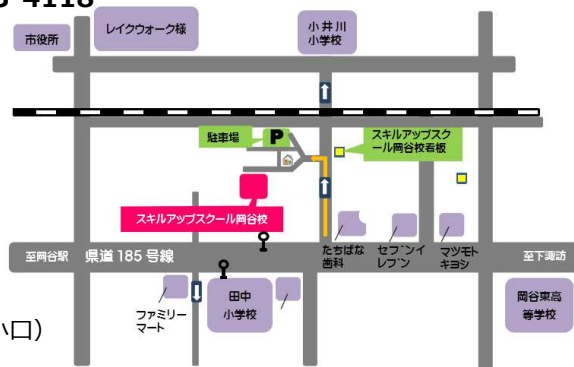 4118
市役所
レイクウォーク様
小井川
小学校
駐車場
P
スキルアップスク
ール岡谷校看板
スキルアップスクール岡谷校
至岡谷駅
県道185号線
たちばな
歯科
セブンイ
レブン
マツモト
キヨシ
至下諏訪
ファミリー
マート
田中
小学校
岡谷東高
等学校
小口)